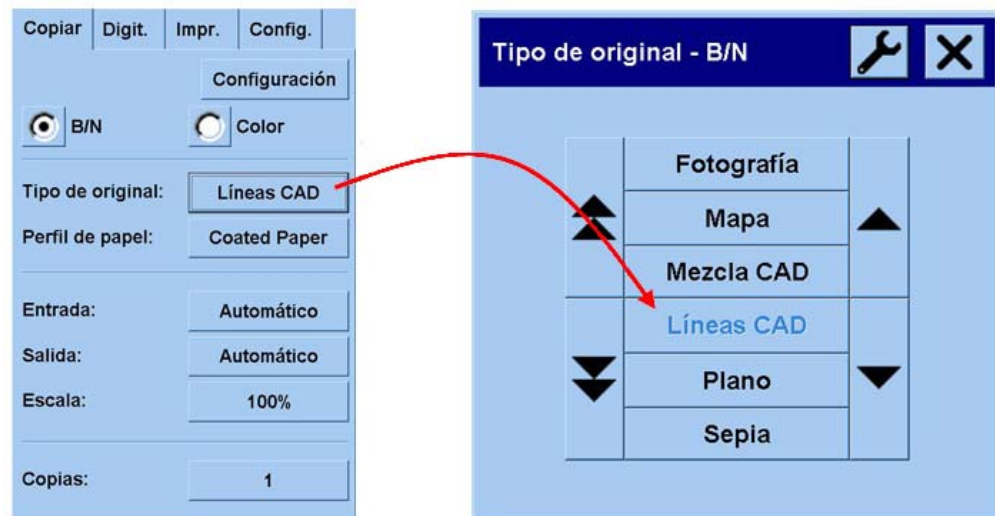 Copiar Digit. Impr. Config.
Configuración
B/N Color
Tipo de original: Líneas CAD
Perfil de papel: Coated Paper
Entrada: Automático
Salida: Automático
Escala: 100%
Copias: 1
Tipo de original - B/N
Fotografía
Mapa
Mezcla CAD
Líneas CAD
Plano
Sepia